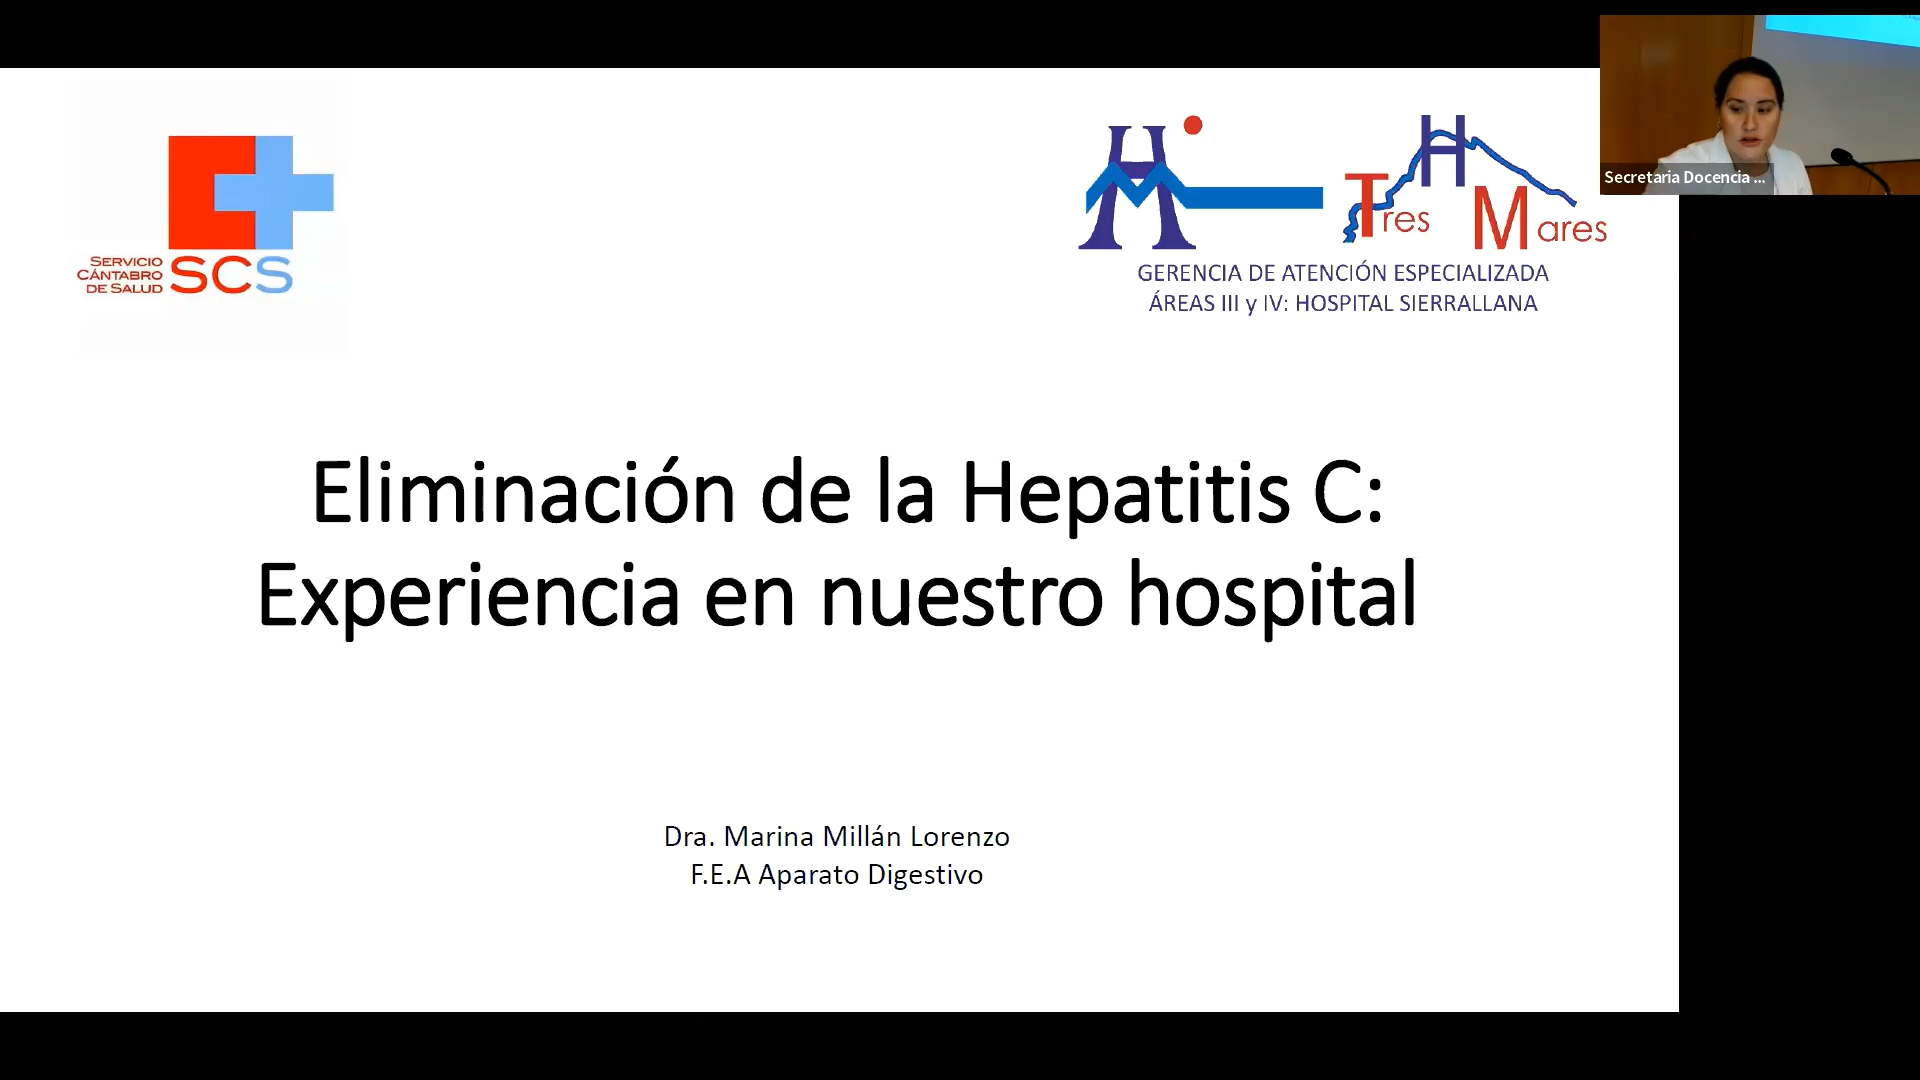 SERVICIO
CÁNTABRO
DE SALUD
SCS
H
Tres
H
Mares
GERENCIA DE ATENCIÓN ESPECIALIZADA
ÁREAS III y IV: HOSPITAL SIERRALLANA
Secretaria Docencia ...
Eliminación de la Hepatitis C:
Experiencia en nuestro hospital
Dra. Marina Millán Lorenzo
F.E.A Aparato Digestivo